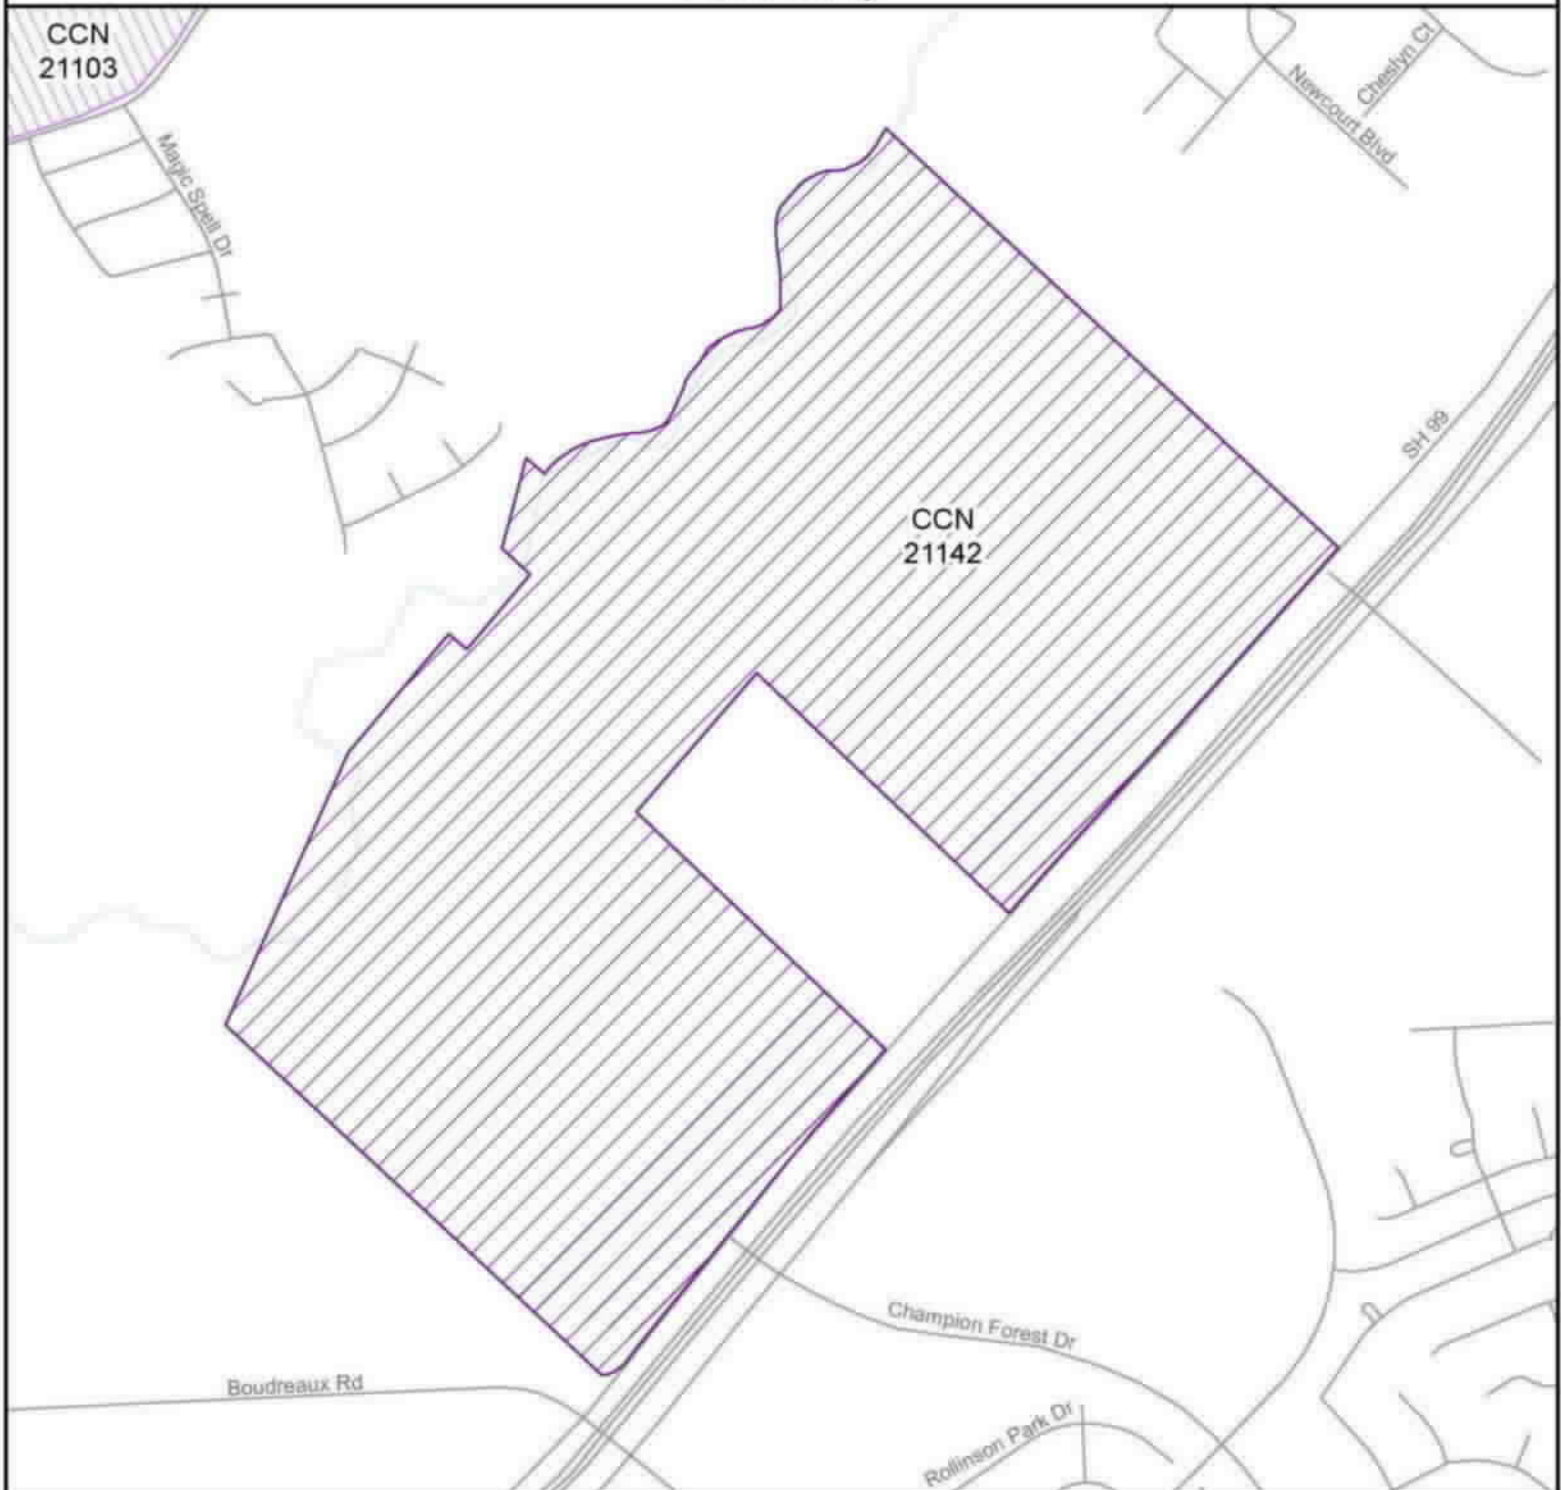 CCN
21103
Magic Spell Dr
Newcourt Blvd
Cheslyn Ct
SH 99
CCN
21142
Champion Forest Dr
Boudreaux Rd
Rollinson Park Dr